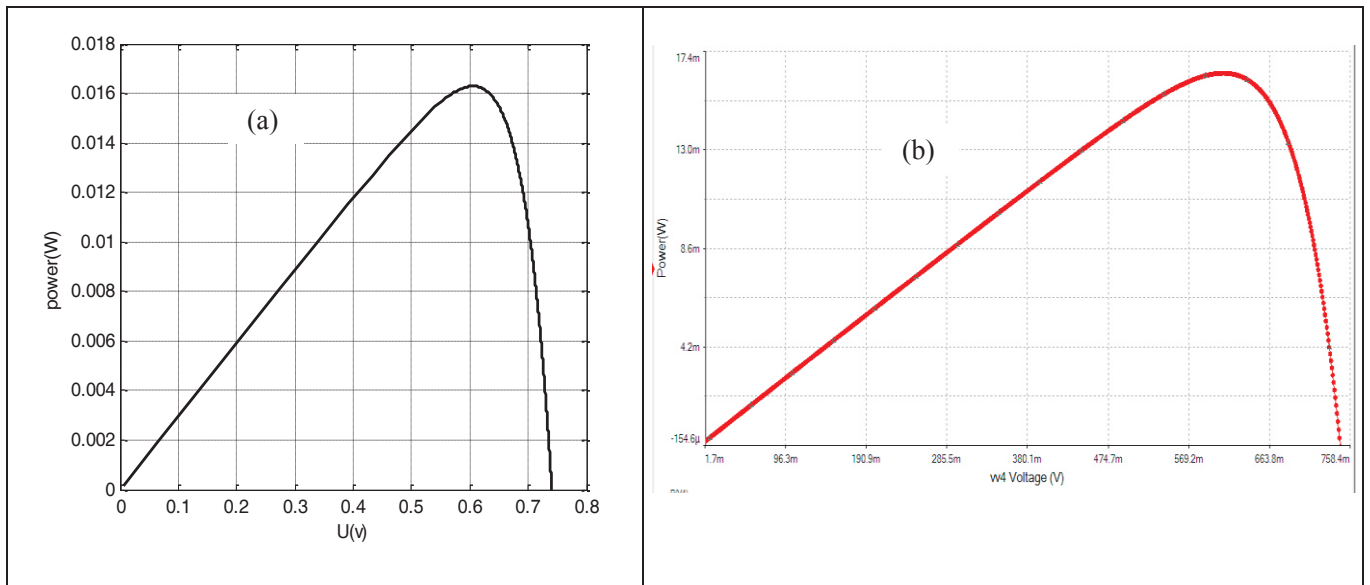 0.018
0.016
0.014
0.012
0.01
0.008
0.006
0.004
0.002
0
power(W)
(a)
0 0.1 0.2 0.3 0.4 0.5 0.6 0.7 0.8
U(v)
17.4m
13.0m
8.6m
4.2m
-154.6µ
Power(W)
(b)
1.7m 96.3m 190.9m 285.5m 380.1m 474.7m 569.2m 663.8m 758.4m
vv4 Voltage (V)